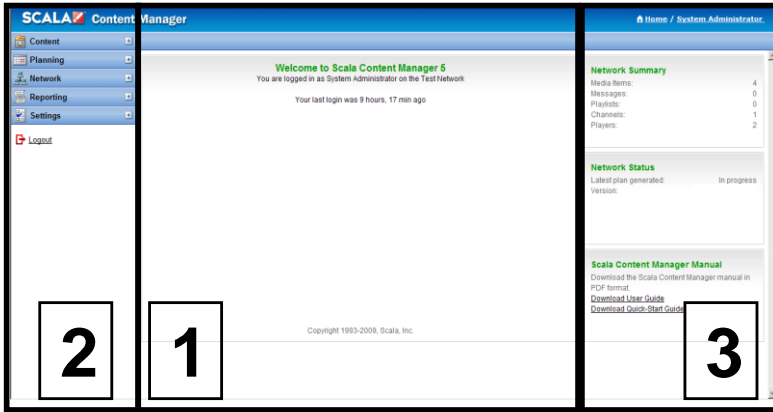 SCALA Content Manager
Home / System Administrator
Content
Planning
Network
Reporting
Settings
Logout
Welcome to Scala Content Manager 5
You are logged in as System Administrator on the Test Network
Your last login was 9 hours, 17 min ago
Copyright 1993-2009, Scala, Inc.
Network Summary
Media Items: 4
Messages: 0
Playlists: 0
Channels: 1
Players: 2
Network Status
Latest plan generated: In progress
Version:
Scala Content Manager Manual
Download the Scala Content Manager manual in
PDF format.
Download User Guide
Download Quick-Start Guide
2
1
3